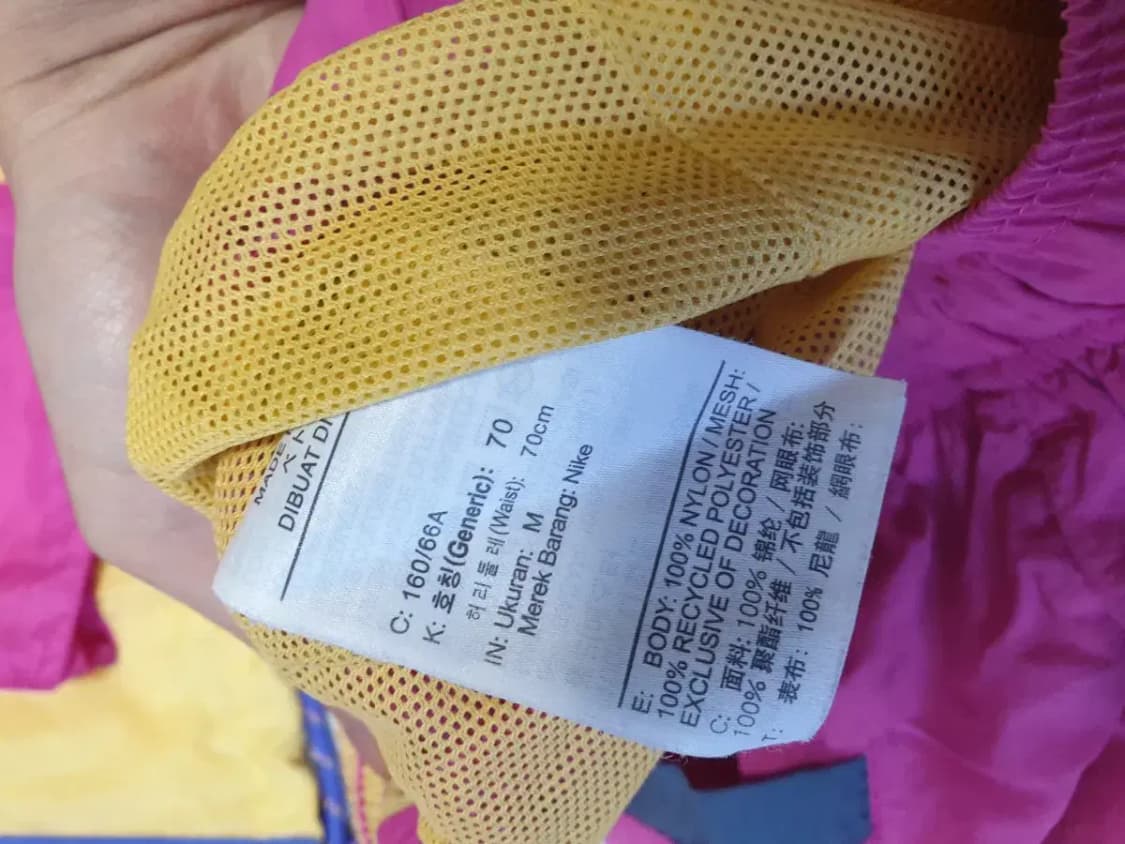 MADE
DIBUAT DI
C: 160/66A
K: 호칭(Generic): 70
허리둘레(Waist): 70cm
IN: Ukuran: M
Merek Barang: Nike
E: BODY: 100% NYLON / MESH:
100% RECYCLED POLYESTER /
EXCLUSIVE OF DECORATION
C: 面料: 100% 锦纶 / 网眼布:
100% 聚酯纤维 / 不包括装饰部分
T: 表布: 100% 尼龍 / 網眼布: